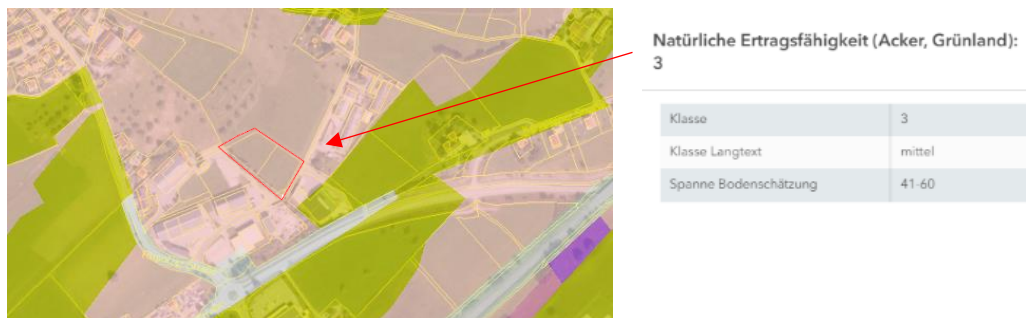 Natürliche Ertragsfähigkeit (Acker, Grünland):
3
Klasse 3
Klasse Langtext mittel
Spanne Bodenschätzung 41-60